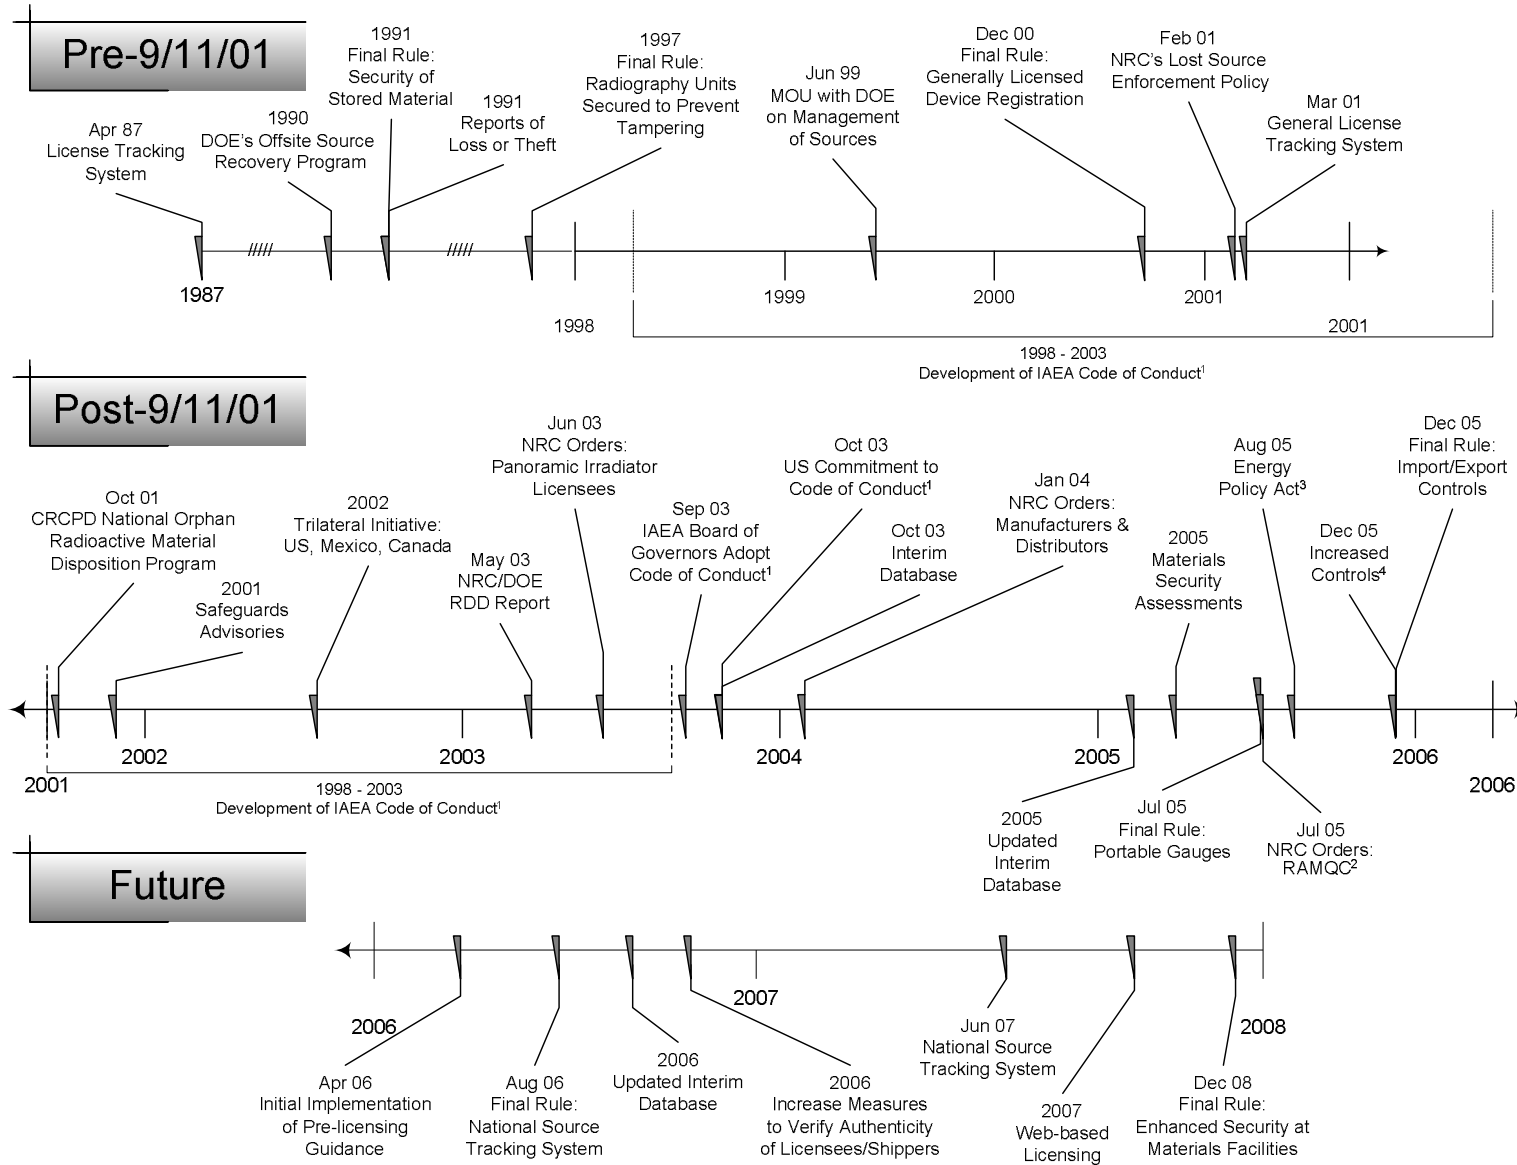 Pre-9/11/01
Apr 87
License Tracking
System
1990
DOE's Offsite Source
Recovery Program
1991
Final Rule:
Security of
Stored Material
1991
Reports of
Loss or Theft
1997
Final Rule:
Radiography Units
Secured to Prevent
Tampering
Jun 99
MOU with DOE
on Management
of Sources
Dec 00
Final Rule:
Generally Licensed
Device Registration
Feb 01
NRC's Lost Source
Enforcement Policy
Mar 01
General License
Tracking System
1987
1998
1999
2000
2001
2001
1998 - 2003
Development of IAEA Code of Conduct¹
Post-9/11/01
Oct 01
CRCPD National Orphan
Radioactive Material
Disposition Program
2001
Safeguards
Advisories
2002
Trilateral Initiative:
US, Mexico, Canada
May 03
NRC/DOE
RDD Report
Jun 03
NRC Orders:
Panoramic Irradiator
Licensees
Sep 03
IAEA Board of
Governors Adopt
Code of Conduct¹
Oct 03
US Commitment to
Code of Conduct¹
Oct 03
Interim
Database
Jan 04
NRC Orders:
Manufacturers &
Distributors
2005
Materials
Security
Assessments
Aug 05
Energy
Policy Act³
Dec 05
Increased
Controls⁴
Dec 05
Final Rule:
Import/Export
Controls
2001
2002
2003
2004
2005
2006
2006
1998 - 2003
Development of IAEA Code of Conduct¹
2005
Updated
Interim
Database
Jul 05
Final Rule:
Portable Gauges
Jul 05
NRC Orders:
RAMQC²
Future
2006
2007
2008
Apr 06
Initial Implementation
of Pre-licensing
Guidance
Aug 06
Final Rule:
National Source
Tracking System
2006
Updated Interim
Database
2006
Increase Measures
to Verify Authenticity
of Licensees/Shippers
Jun 07
National Source
Tracking System
2007
Web-based
Licensing
Dec 08
Final Rule:
Enhanced Security at
Materials Facilities